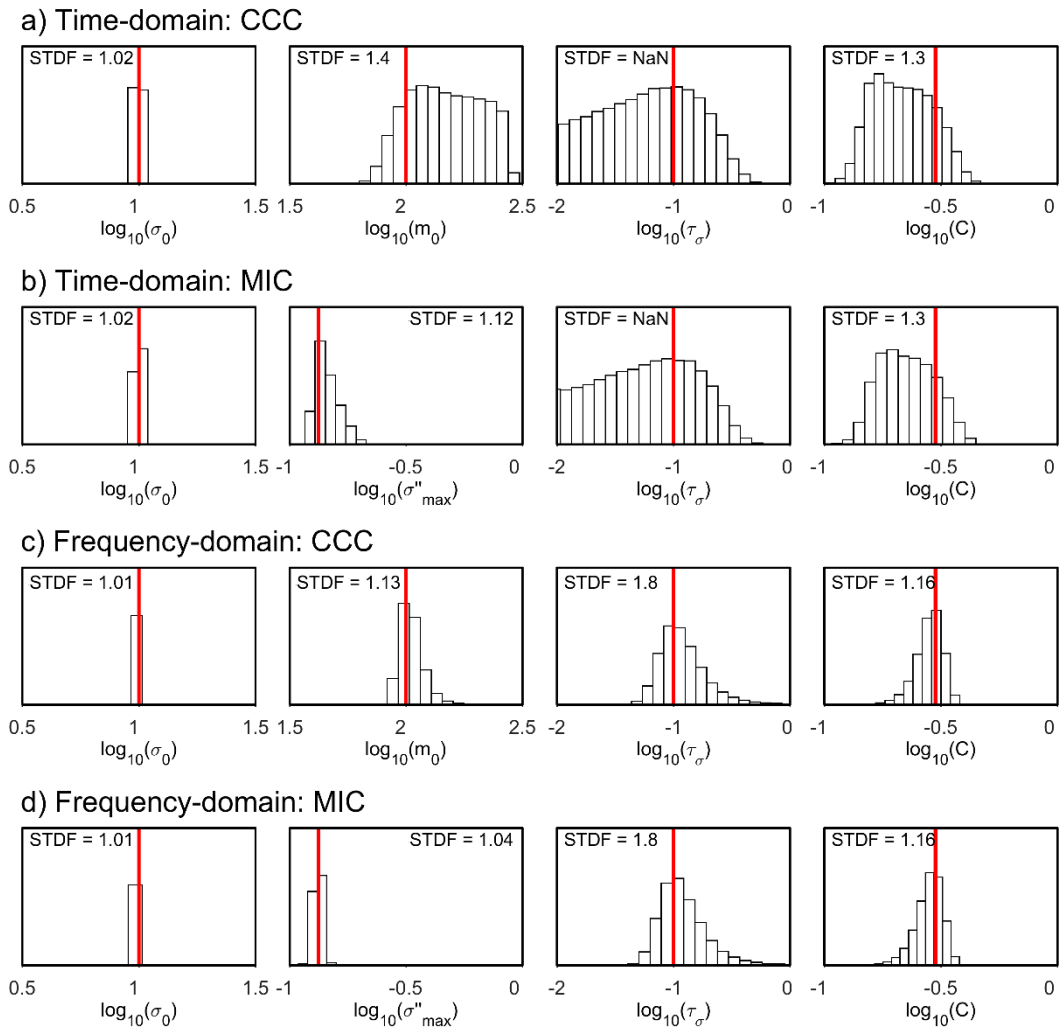 a) Time-domain: CCC
STDF = 1.02 STDF = 1.4 STDF = NaN STDF = 1.3
0.5 1 1.5 1.5 2 2.5 -2 -1 0 -1 -0.5 0
log10(σ0) log10(m0) log10(τσ) log10(C)
b) Time-domain: MIC
STDF = 1.02 STDF = 1.12 STDF = NaN STDF = 1.3
0.5 1 1.5 -1 -0.5 0 -2 -1 0 -1 -0.5 0
log10(σ0) log10(σ"max) log10(τσ) log10(C)
c) Frequency-domain: CCC
STDF = 1.01 STDF = 1.13 STDF = 1.8 STDF = 1.16
0.5 1 1.5 1.5 2 2.5 -2 -1 0 -1 -0.5 0
log10(σ0) log10(m0) log10(τσ) log10(C)
d) Frequency-domain: MIC
STDF = 1.01 STDF = 1.04 STDF = 1.8 STDF = 1.16
0.5 1 1.5 -1 -0.5 0 -2 -1 0 -1 -0.5 0
log10(σ0) log10(σ"max) log10(τσ) log10(C)